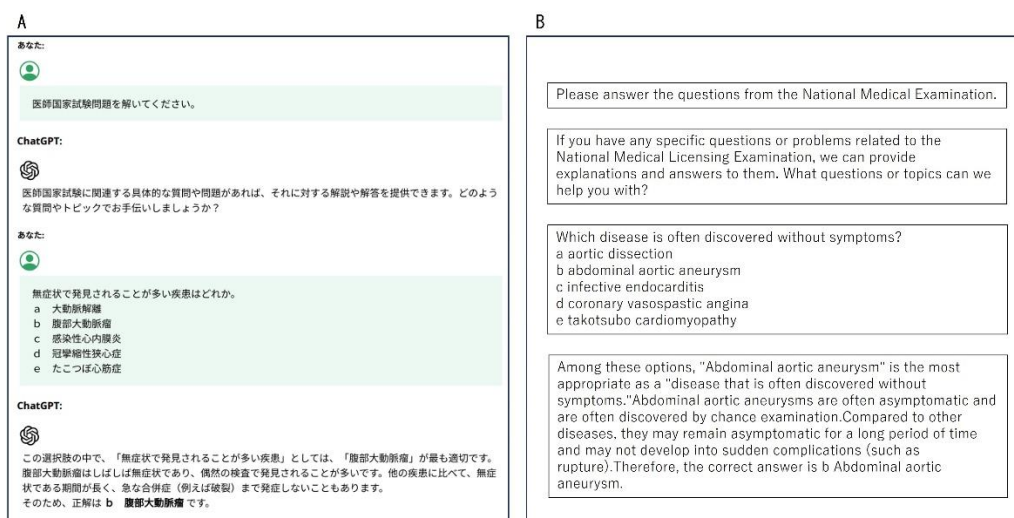 A
あなた:
医師国家試験問題を解いてください。
ChatGPT:
医師国家試験に関連する具体的な質問や問題があれば、それに対する解説や解答を提供できます。どのよう
な質問やトピックでお手伝いしましょうか？
あなた:
無症状で発見されることが多い疾患はどれか。
a 大動脈解離
b 腹部大動脈瘤
c 感染性心内膜炎
d 冠攣縮性狭心症
e たこつぼ心筋症
ChatGPT:
この選択肢の中で、「無症状で発見されることが多い疾患」としては、「腹部大動脈瘤」が最も適切です。
腹部大動脈瘤はしばしば無症状であり、偶然の検査で発見されることが多いです。他の疾患に比べて、無症
状である期間が長く、急な合併症（例えば破裂）まで発症しないこともあります。
そのため、正解は b 腹部大動脈瘤 です。
B
Please answer the questions from the National Medical Examination.
If you have any specific questions or problems related to the
National Medical Licensing Examination, we can provide
explanations and answers to them. What questions or topics can we
help you with?
Which disease is often discovered without symptoms?
a aortic dissection
b abdominal aortic aneurysm
c infective endocarditis
d coronary vasospastic angina
e takotsubo cardiomyopathy
Among these options, "Abdominal aortic aneurysm" is the most
appropriate as a "disease that is often discovered without
symptoms."Abdominal aortic aneurysms are often asymptomatic and
are often discovered by chance examination.Compared to other
diseases, they may remain asymptomatic for a long period of time
and may not develop into sudden complications (such as
rupture).Therefore, the correct answer is b Abdominal aortic
aneurysm.